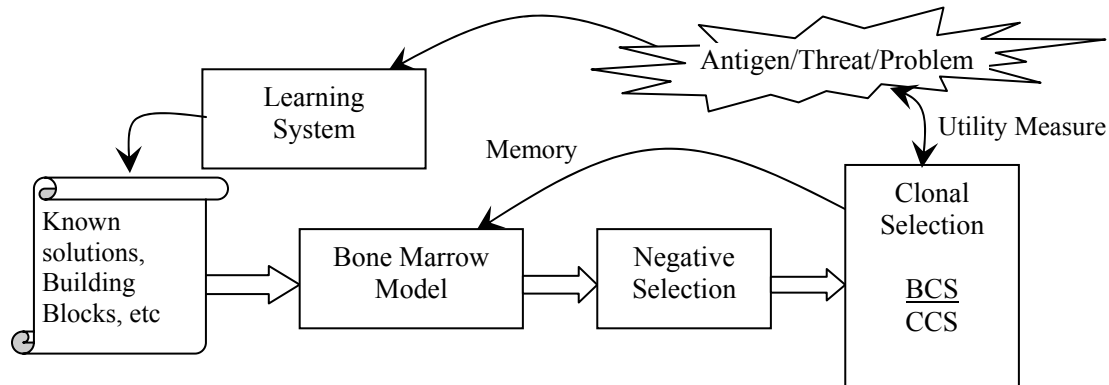 Antigen/Threat/Problem
Learning
System
Utility Measure
Memory
Clonal
Selection
BCS
CCS
Known
solutions,
Building
Blocks, etc
Bone Marrow
Model
Negative
Selection